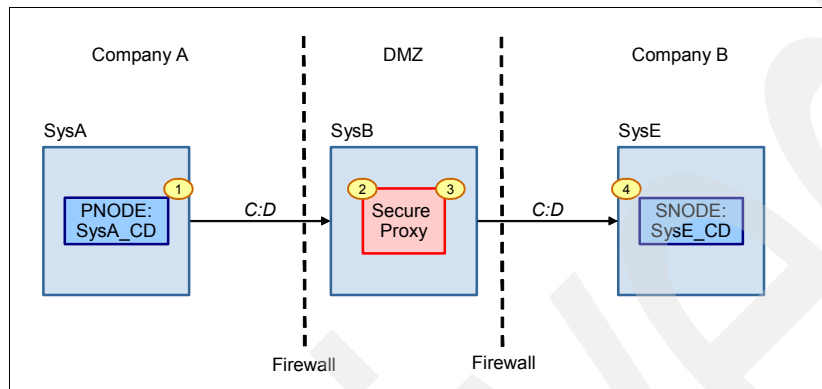 Company A
DMZ
Company B
SysA
SysB
SysE
1
2
3
4
PNODE:
SysA_CD
C:D
Secure
Proxy
C:D
SNODE:
SysE_CD
Firewall
Firewall